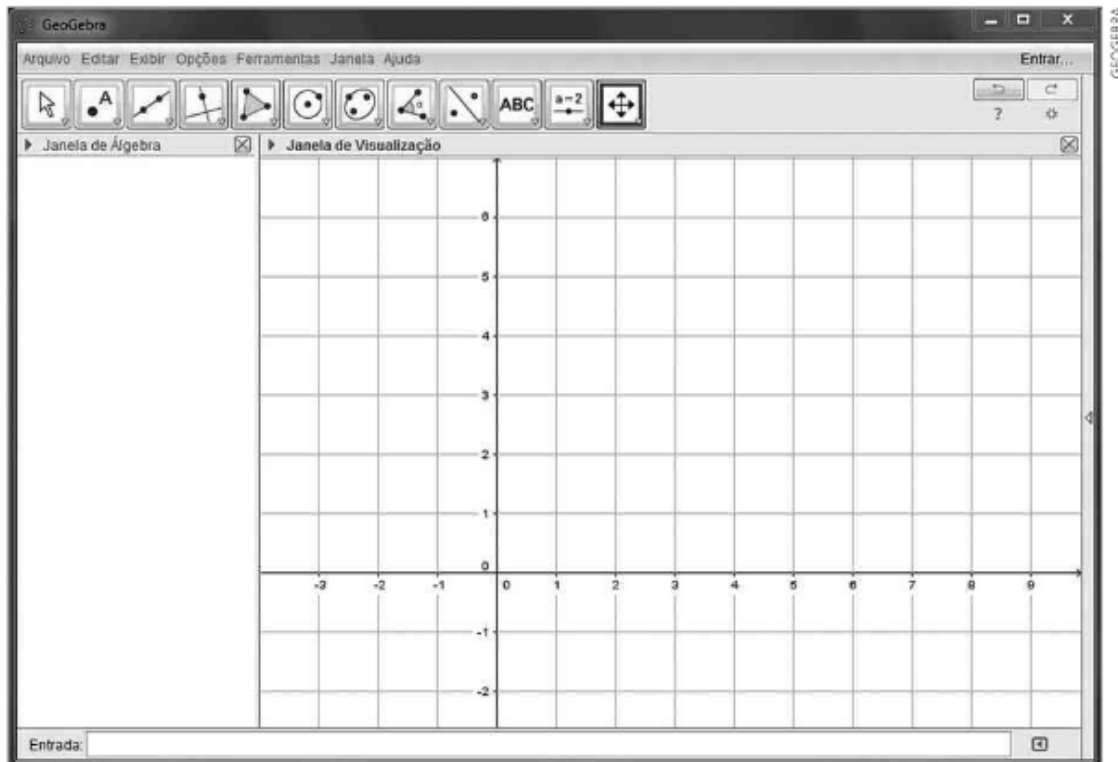 GeoGebra
GEOGEBRA
Arquivo Editar Exibir Opções Ferramentas Janela Ajuda
Entrar...
A
α
ABC
a=2
?
Janela de Álgebra
Janela de Visualização
6
5
4
3
2
1
0
-3 -2 -1 0 1 2 3 4 5 6 7 8 9
-1
-2
Entrada: